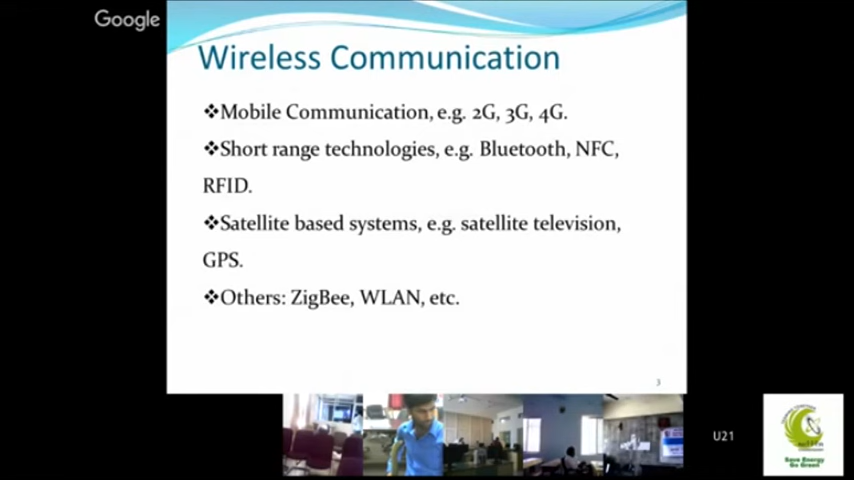 Google
Wireless Communication
❖Mobile Communication, e.g. 2G, 3G, 4G.
❖Short range technologies, e.g. Bluetooth, NFC,
RFID.
❖Satellite based systems, e.g. satellite television,
GPS.
❖Others: ZigBee, WLAN, etc.
3
U21
Save Energy
Go Green